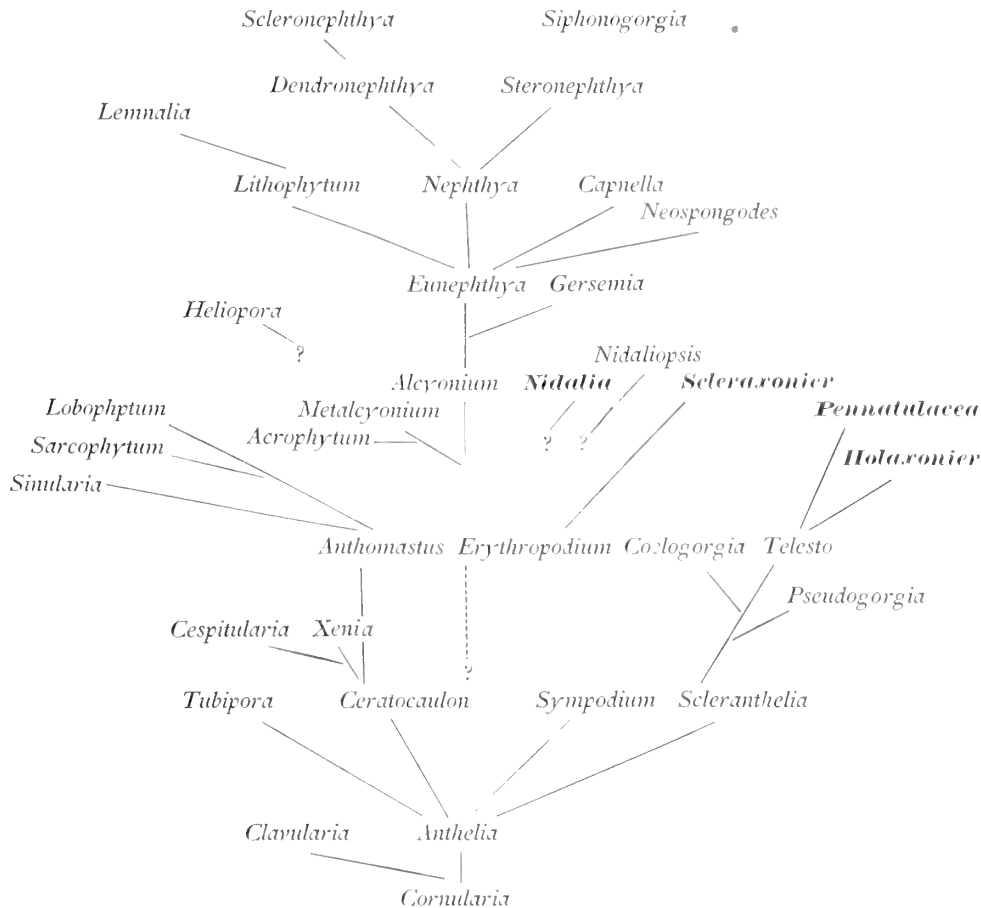 Scleronephthya Siphonogorgia
Dendronephthya Steronephthya
Lemnalia
Lithophytum Nephthya Capnella
Neospongodes
Eunephthya Gersemia
Heliopora
?
Nidaliopsis
Alcyonium Nidalia Scleraxonier
Lobophptum Metalcyonium Pennatulacea
Sarcophytum Acrophytum ? ?
Holaxonier
Sinularia
Anthomastus Erythropodium Coelogorgia Telesto
Pseudogorgia
Cespitularia Xenia
?
Tubipora Ceratocaulon Sympodium Scleranthelia
Clavularia Anthelia
Cornularia